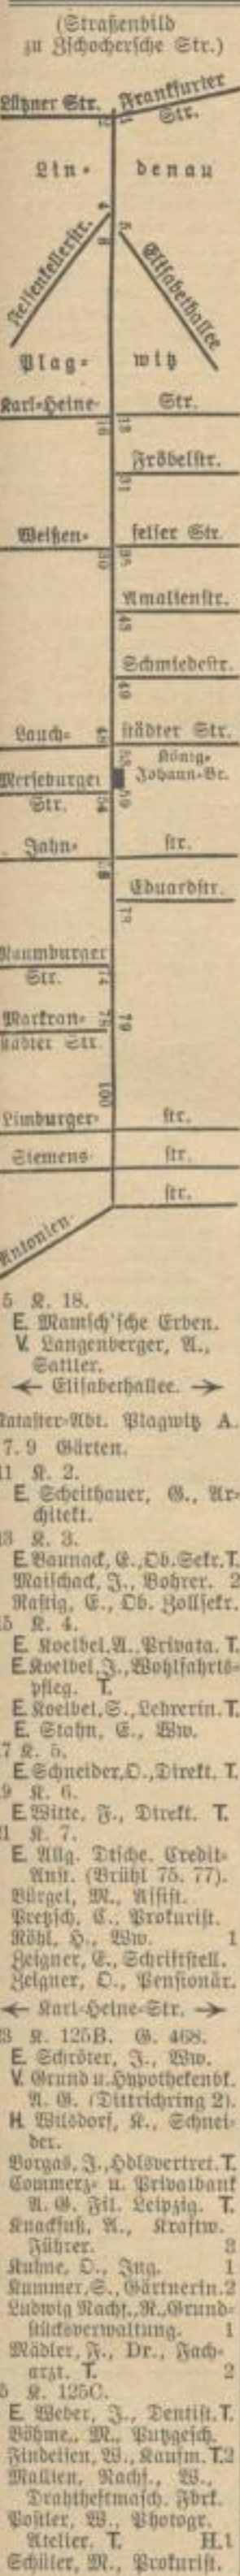 (Straßenbild
zu Zschochersche Str.)
Lützner Str. Frankfurter
Str.
Lin- denau
Elisabethallee
Plag- witz
Karl-Heine- Str.
Fröbelstr.
Weißen- felser Str.
Amalienstr.
Schmiedestr.
Lauch- städter Str.
König-
Johann-Br.
Merseburger
Str.
Jahn- str.
Eduardstr.
Naumburger
Str.
Markran- 79
städter Str.
100
Limburger- str.
Siemens- str.
str.
Antonien-
5 K. 18.
E. Mamsch'sche Erben.
V. Langenberger, A.,
Sattler.
← Elisabethallee. →
Kataster-Abt. Plagwitz A.
7. 9 Gärten.
11 K. 2.
E. Scheithauer, G., Ar-
chitekt.
13 K. 3.
E. Baunack, E., Ob. Sekr. T.
Maischack, J., Bohrer. 2
Rastig, E., Ob. Zollsekr.
15 K. 4.
E. Koelbel, A., Privata. T.
E. Koelbel, J., Wohlfahrts-
pfleg. T.
E. Koelbel, S., Lehrerin. T.
E. Stahn, E., Ww.
17 K. 5.
E. Schneider, O., Direkt. T.
19 K. 6.
E. Witte, F., Direkt. T.
21 K. 7.
E. Allg. Dtsche. Credit-
Anst. (Brühl 75. 77).
Bürgel, M., Assist.
Pretzsch, C., Prokurist.
Röhl, H., Ww. 1
Zeigner, E., Schriftstell.
Zeigner, O., Pensionär.
← Karl-Heine-Str. →
23 K. 125B. G. 468.
E. Schröter, J., Ww.
V. Grund u. Hypothekenbk.
A. G. (Dittrichring 2).
H. Wilsdorf, K., Schnei-
der.
Borgas, J., Hdlsvertret. T.
Commerz- u. Privatbank
A. G. Fil. Leipzig. T.
Knackfuß, A., Kraftw.
Führer. 3
Kuhne, O., Ing. 1
Kummer, S., Gärtnerin. 2
Ludwig Nachf., R., Grund-
stücksverwaltung. 1
Mädler, F., Dr., Fach-
arzt. T. 2
5 K. 125C.
E. Weber, J., Dentist. T.
Böhme, M., Putzgesch.
Findeisen, W., Kaufm. T. 2
Mallien, Nachf., W.,
Drahtheftmasch. Fbrk.
Postler, W., Photogr.
Atelier. T. H. 1
Schüler, M., Prokurist.